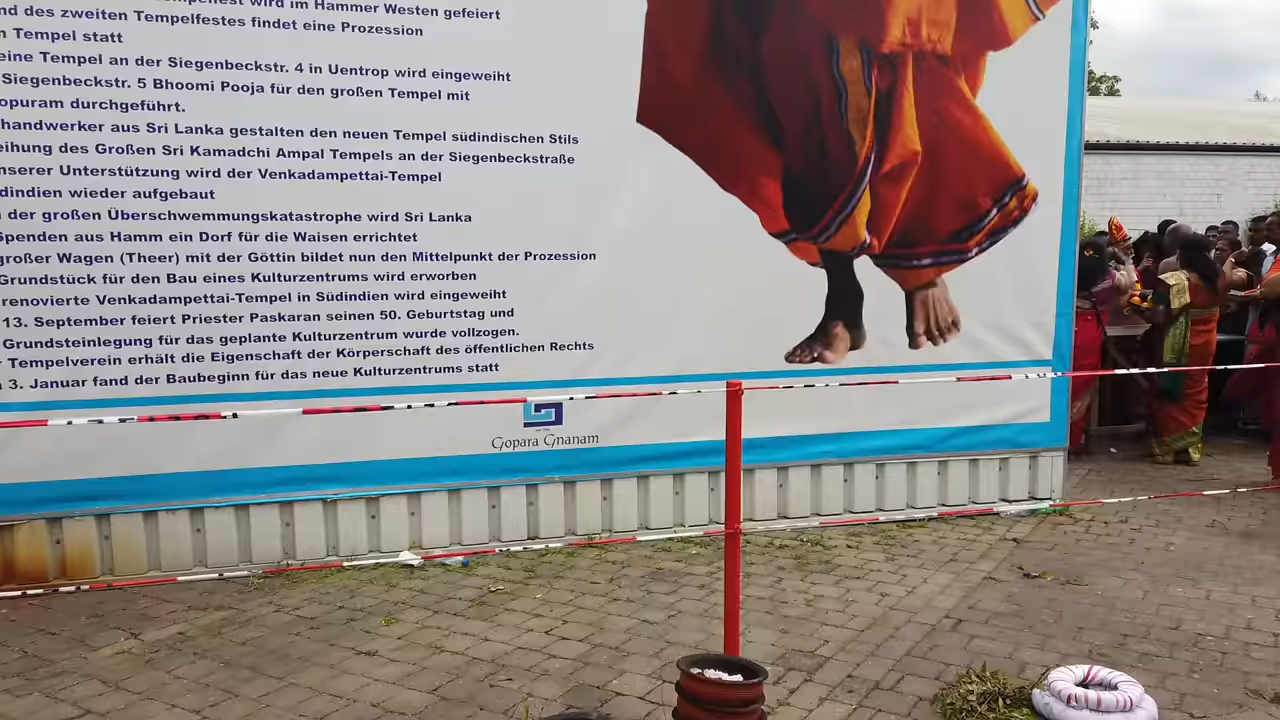 wird im Hammer Westen gefeiert
nd des zweiten Tempelfestes findet eine Prozession
n Tempel statt
eine Tempel an der Siegenbeckstr. 4 in Uentrop wird eingeweiht
Siegenbeckstr. 5 Bhoomi Pooja für den großen Tempel mit
opuram durchgeführt.
handwerker aus Sri Lanka gestalten den neuen Tempel südindischen Stils
eihung des Großen Sri Kamadchi Ampal Tempels an der Siegenbeckstraße
nserer Unterstützung wird der Venkadampettai-Tempel
dindien wieder aufgebaut
der großen Überschwemmungskatastrophe wird Sri Lanka
Spenden aus Hamm ein Dorf für die Waisen errichtet
großer Wagen (Theer) mit der Göttin bildet nun den Mittelpunkt der Prozession
Grundstück für den Bau eines Kulturzentrums wird erworben
renovierte Venkadampettai-Tempel in Südindien wird eingeweiht
13. September feiert Priester Paskaran seinen 50. Geburtstag und
Grundsteinlegung für das geplante Kulturzentrum wurde vollzogen.
Tempelverein erhält die Eigenschaft der Körperschaft des öffentlichen Rechts
3. Januar fand der Baubeginn für das neue Kulturzentrums statt
Gopara Gnanam